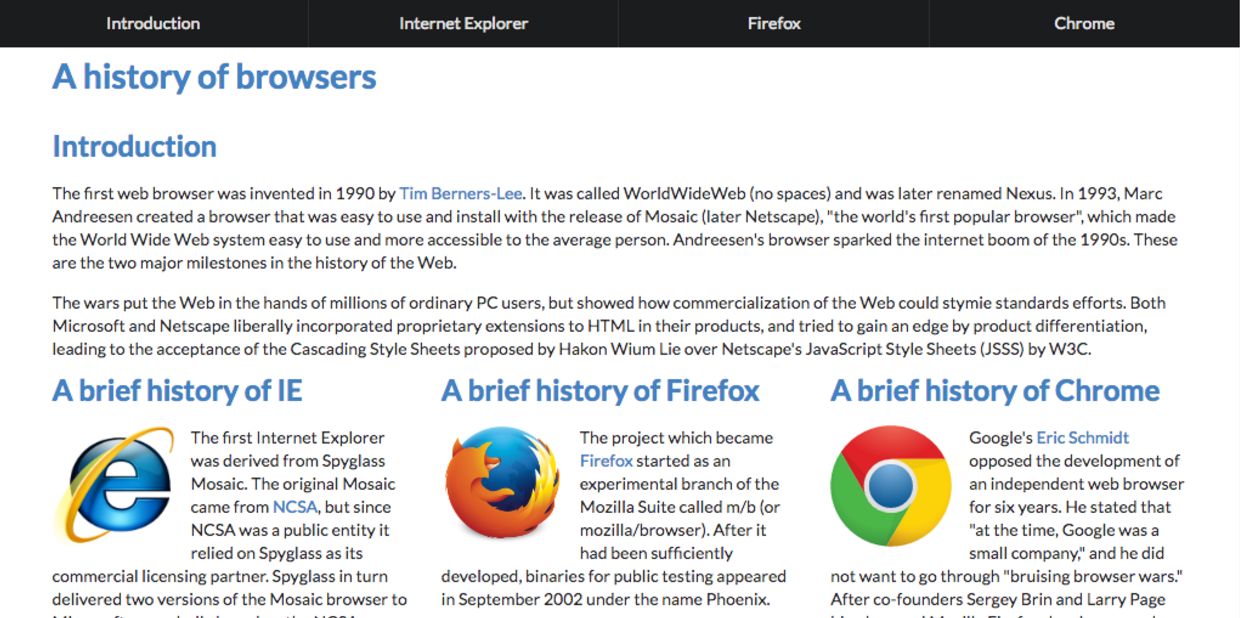 Introduction
Internet Explorer
Firefox
Chrome
A history of browsers
Introduction
The first web browser was invented in 1990 by Tim Berners-Lee. It was called WorldWideWeb (no spaces) and was later renamed Nexus. In 1993, Marc
Andreesen created a browser that was easy to use and install with the release of Mosaic (later Netscape), "the world's first popular browser", which made
the World Wide Web system easy to use and more accessible to the average person. Andreesen's browser sparked the internet boom of the 1990s. These
are the two major milestones in the history of the Web.
The wars put the Web in the hands of millions of ordinary PC users, but showed how commercialization of the Web could stymie standards efforts. Both
Microsoft and Netscape liberally incorporated proprietary extensions to HTML in their products, and tried to gain an edge by product differentiation,
leading to the acceptance of the Cascading Style Sheets proposed by Hakon Wium Lie over Netscape's JavaScript Style Sheets (JSSS) by W3C.
A brief history of IE
The first Internet Explorer
was derived from Spyglass
Mosaic. The original Mosaic
came from NCSA, but since
NCSA was a public entity it
relied on Spyglass as its
commercial licensing partner. Spyglass in turn
delivered two versions of the Mosaic browser to
A brief history of Firefox
The project which became
Firefox started as an
experimental branch of the
Mozilla Suite called m/b (or
mozilla/browser). After it
had been sufficiently
developed, binaries for public testing appeared
in September 2002 under the name Phoenix.
A brief history of Chrome
Google's Eric Schmidt
opposed the development of
an independent web browser
for six years. He stated that
"at the time, Google was a
small company," and he did
not want to go through "bruising browser wars."
After co-founders Sergey Brin and Larry Page